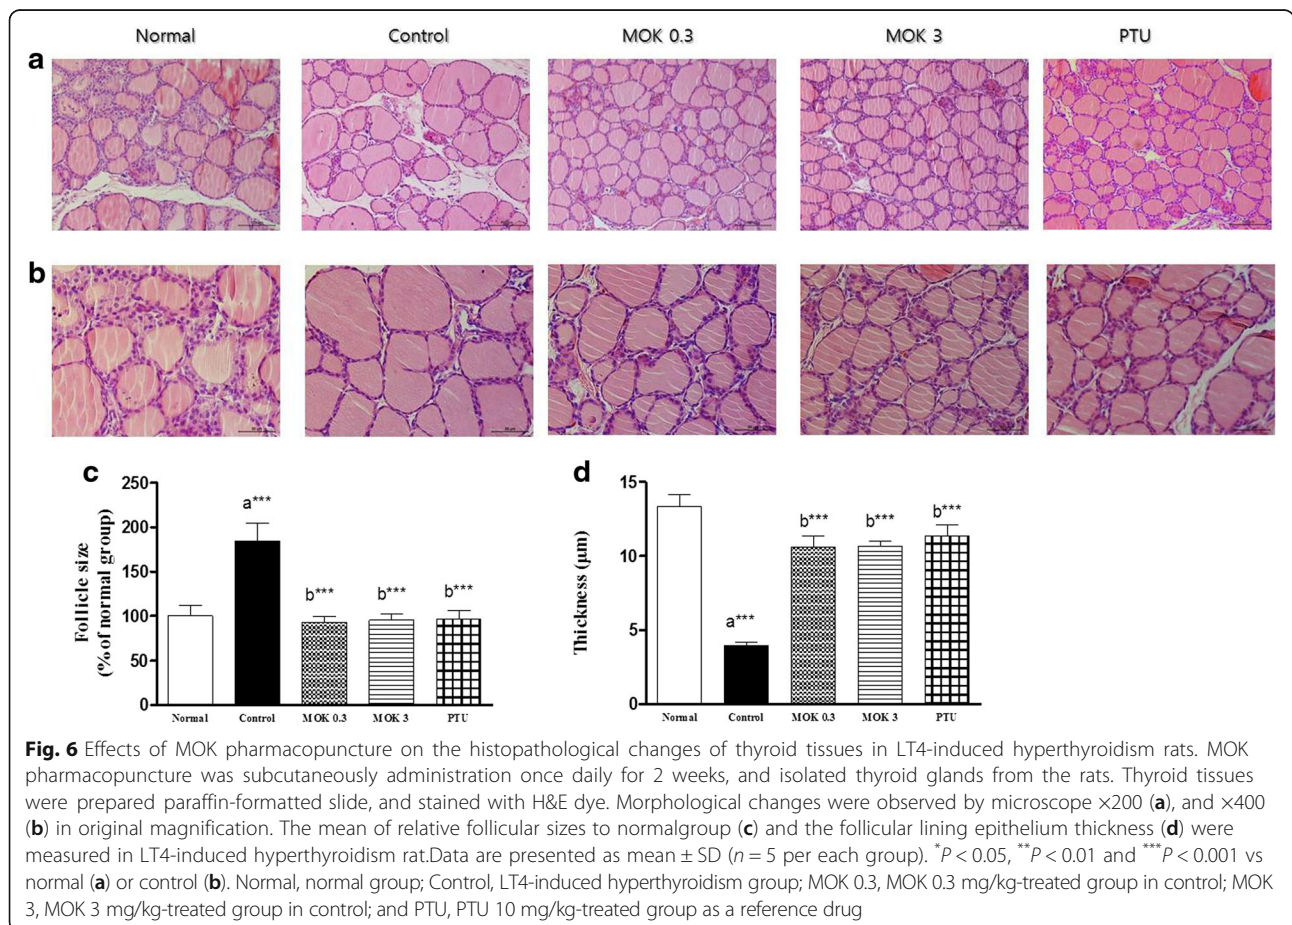 Normal Control MOK 0.3 MOK 3 PTU
a
b
c
250
200
150
100
50
0
Follicle size
(% of normal group)
a***
b*** b*** b***
Normal Control MOK 0.3 MOK 3 PTU
d
15
10
5
0
Thickness (µm)
a***
b*** b*** b***
Normal Control MOK 0.3 MOK 3 PTU
Fig. 6 Effects of MOK pharmacopuncture on the histopathological changes of thyroid tissues in LT4-induced hyperthyroidism rats. MOK
pharmacopuncture was subcutaneously administration once daily for 2 weeks, and isolated thyroid glands from the rats. Thyroid tissues
were prepared paraffin-formatted slide, and stained with H&E dye. Morphological changes were observed by microscope ×200 (a), and ×400
(b) in original magnification. The mean of relative follicular sizes to normalgroup (c) and the follicular lining epithelium thickness (d) were
measured in LT4-induced hyperthyroidism rat.Data are presented as mean ± SD (n = 5 per each group). *P < 0.05, **P < 0.01 and ***P < 0.001 vs
normal (a) or control (b). Normal, normal group; Control, LT4-induced hyperthyroidism group; MOK 0.3, MOK 0.3 mg/kg-treated group in control; MOK
3, MOK 3 mg/kg-treated group in control; and PTU, PTU 10 mg/kg-treated group as a reference drug